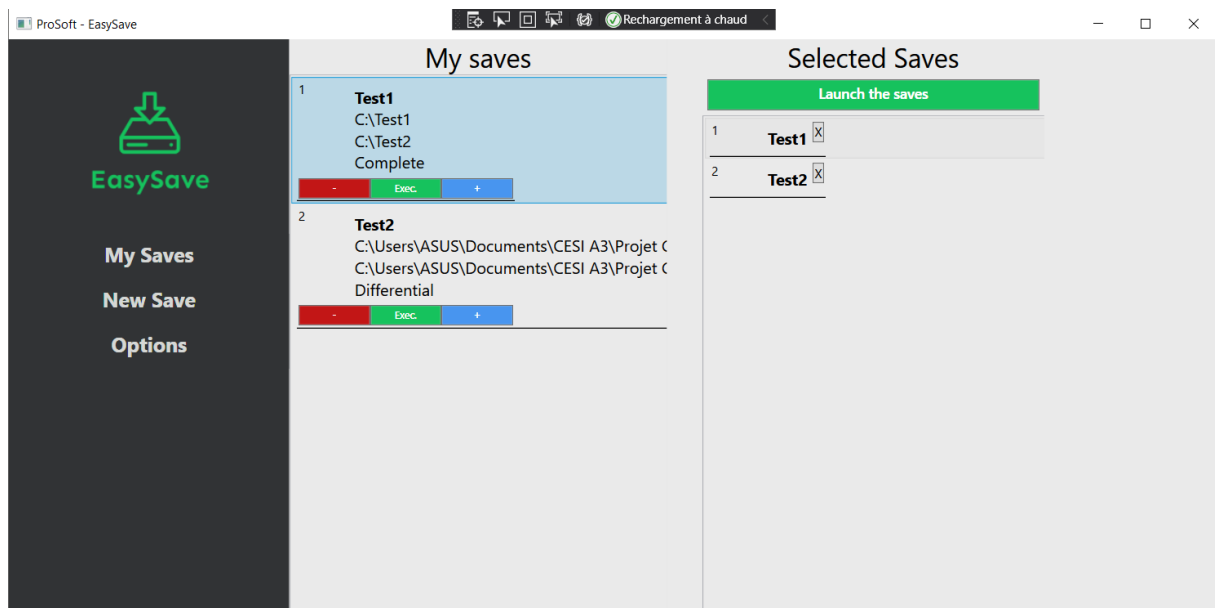 ProSoft - EasySave
Rechargement à chaud
EasySave
My Saves
New Save
Options
My saves
1
Test1
C:\Test1
C:\Test2
Complete
- Exec. +
2
Test2
C:\Users\ASUS\Documents\CESI A3\Projet C
C:\Users\ASUS\Documents\CESI A3\Projet C
Differential
- Exec. +
Selected Saves
Launch the saves
1 Test1 X
2 Test2 X